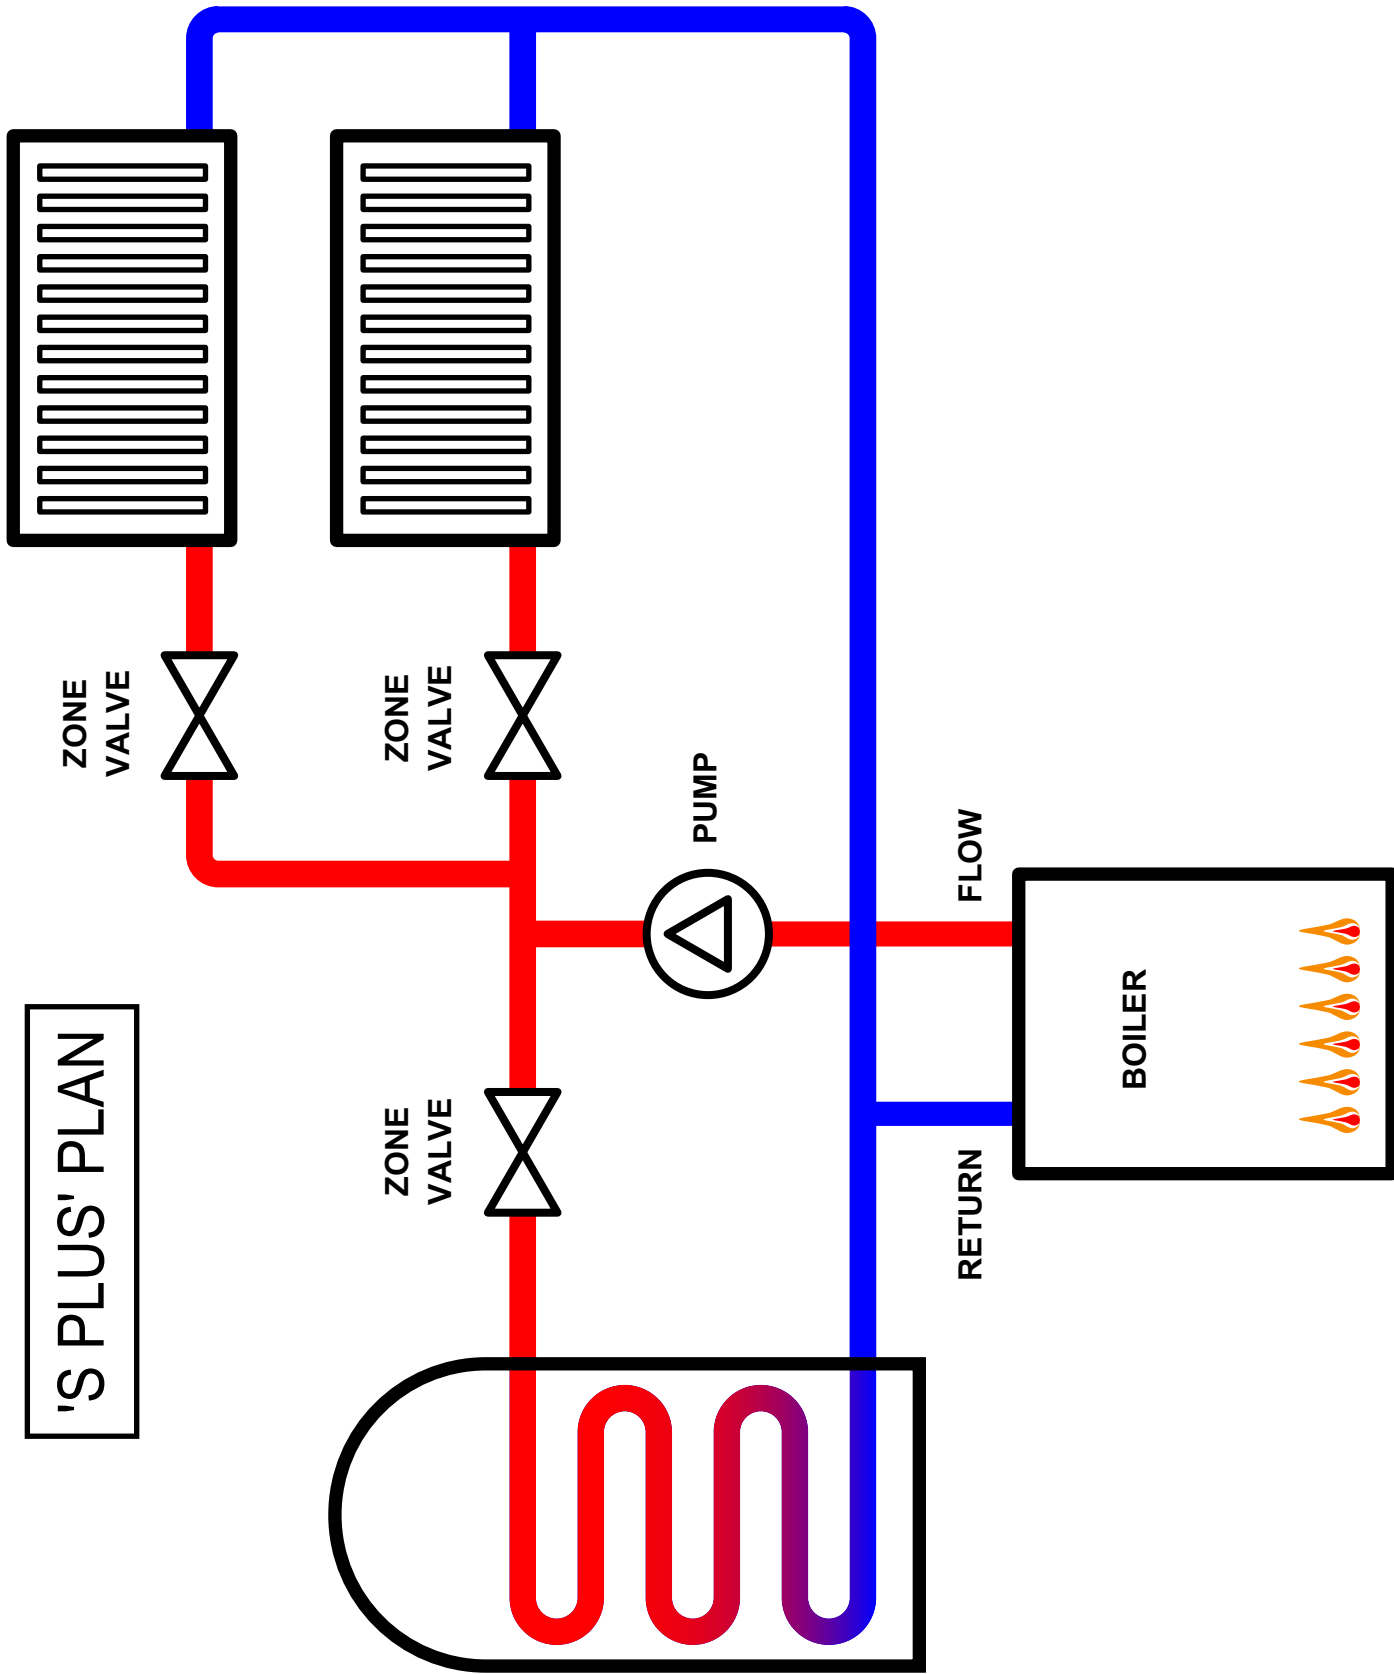 'S PLUS' PLAN
ZONE
VALVE
ZONE
VALVE
ZONE
VALVE
PUMP
RETURN
FLOW
BOILER